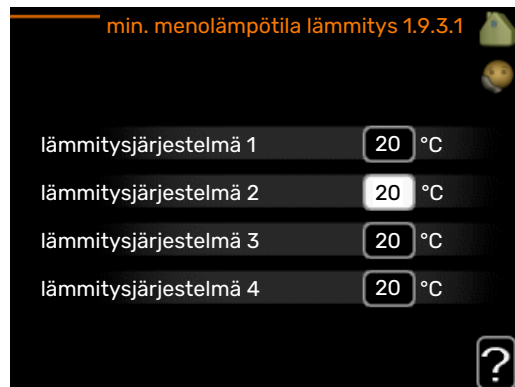 min. menolämpötila lämmitys 1.9.3.1
lämmitysjärjestelmä 1 20 °C
lämmitysjärjestelmä 2 20 °C
lämmitysjärjestelmä 3 20 °C
lämmitysjärjestelmä 4 20 °C
?